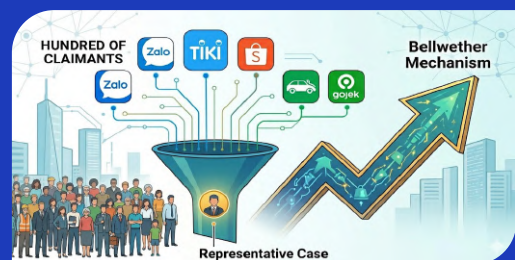 HUNDRED OF
CLAIMANTS
Zalo
Zalo
TIKI
S
gojek
Bellwether
Mechanism
Representative Case